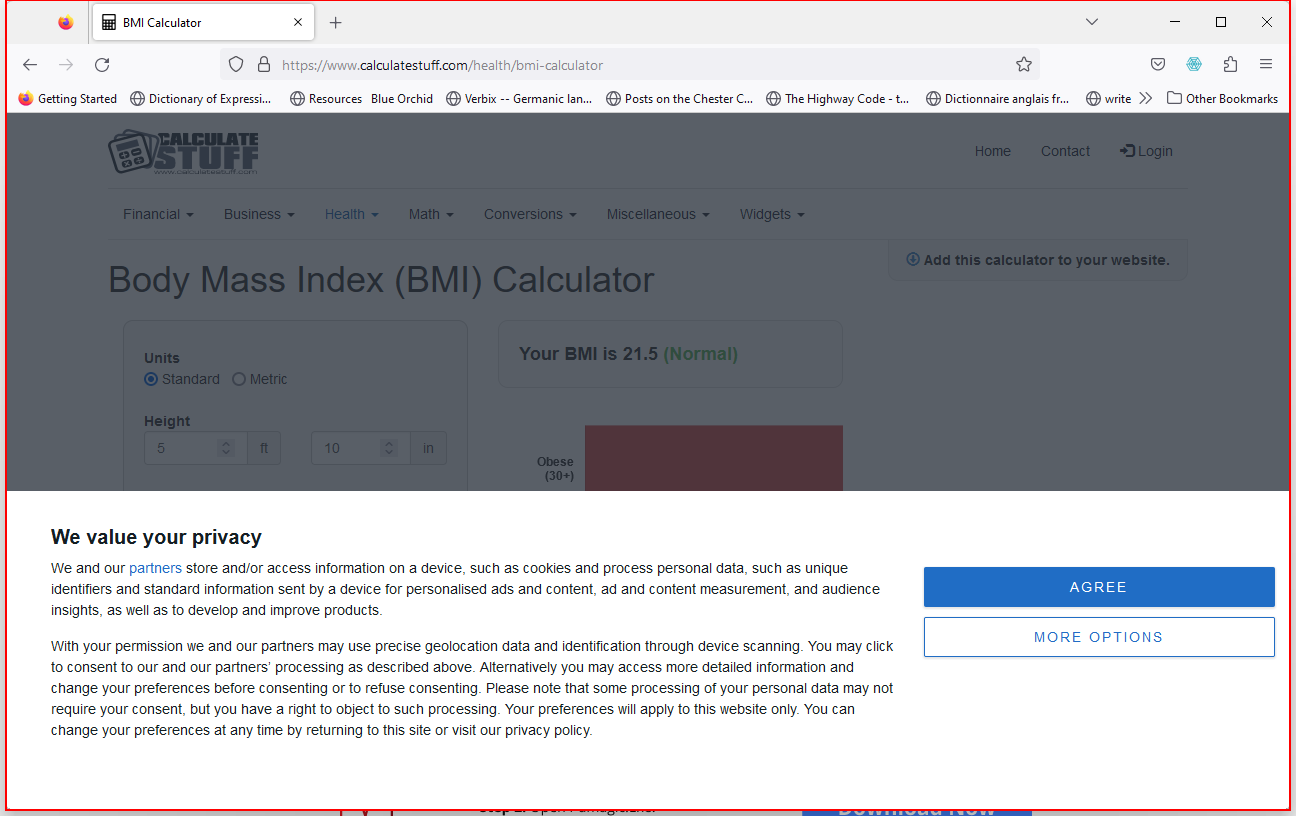 BMI Calculator
https://www.calculatestuff.com/health/bmi-calculator
Getting Started Dictionary of Expressi... Resources Blue Orchid Verbix -- Germanic lan... Posts on the Chester C... The Highway Code - t... Dictionnaire anglais fr... write Other Bookmarks
CALCULATE
STUFF
www.calculatestuff.com
Home Contact Login
Financial Business Health Math Conversions Miscellaneous Widgets
Add this calculator to your website.
Body Mass Index (BMI) Calculator
Units
Standard Metric
Height
5 ft 10 in
Your BMI is 21.5 (Normal)
Obese
(30+)
We value your privacy
We and our partners store and/or access information on a device, such as cookies and process personal data, such as unique
identifiers and standard information sent by a device for personalised ads and content, ad and content measurement, and audience
insights, as well as to develop and improve products.
With your permission we and our partners may use precise geolocation data and identification through device scanning. You may click
to consent to our and our partners' processing as described above. Alternatively you may access more detailed information and
change your preferences before consenting or to refuse consenting. Please note that some processing of your personal data may not
require your consent, but you have a right to object to such processing. Your preferences will apply to this website only. You can
change your preferences at any time by returning to this site or visit our privacy policy.
AGREE
MORE OPTIONS
Download Now